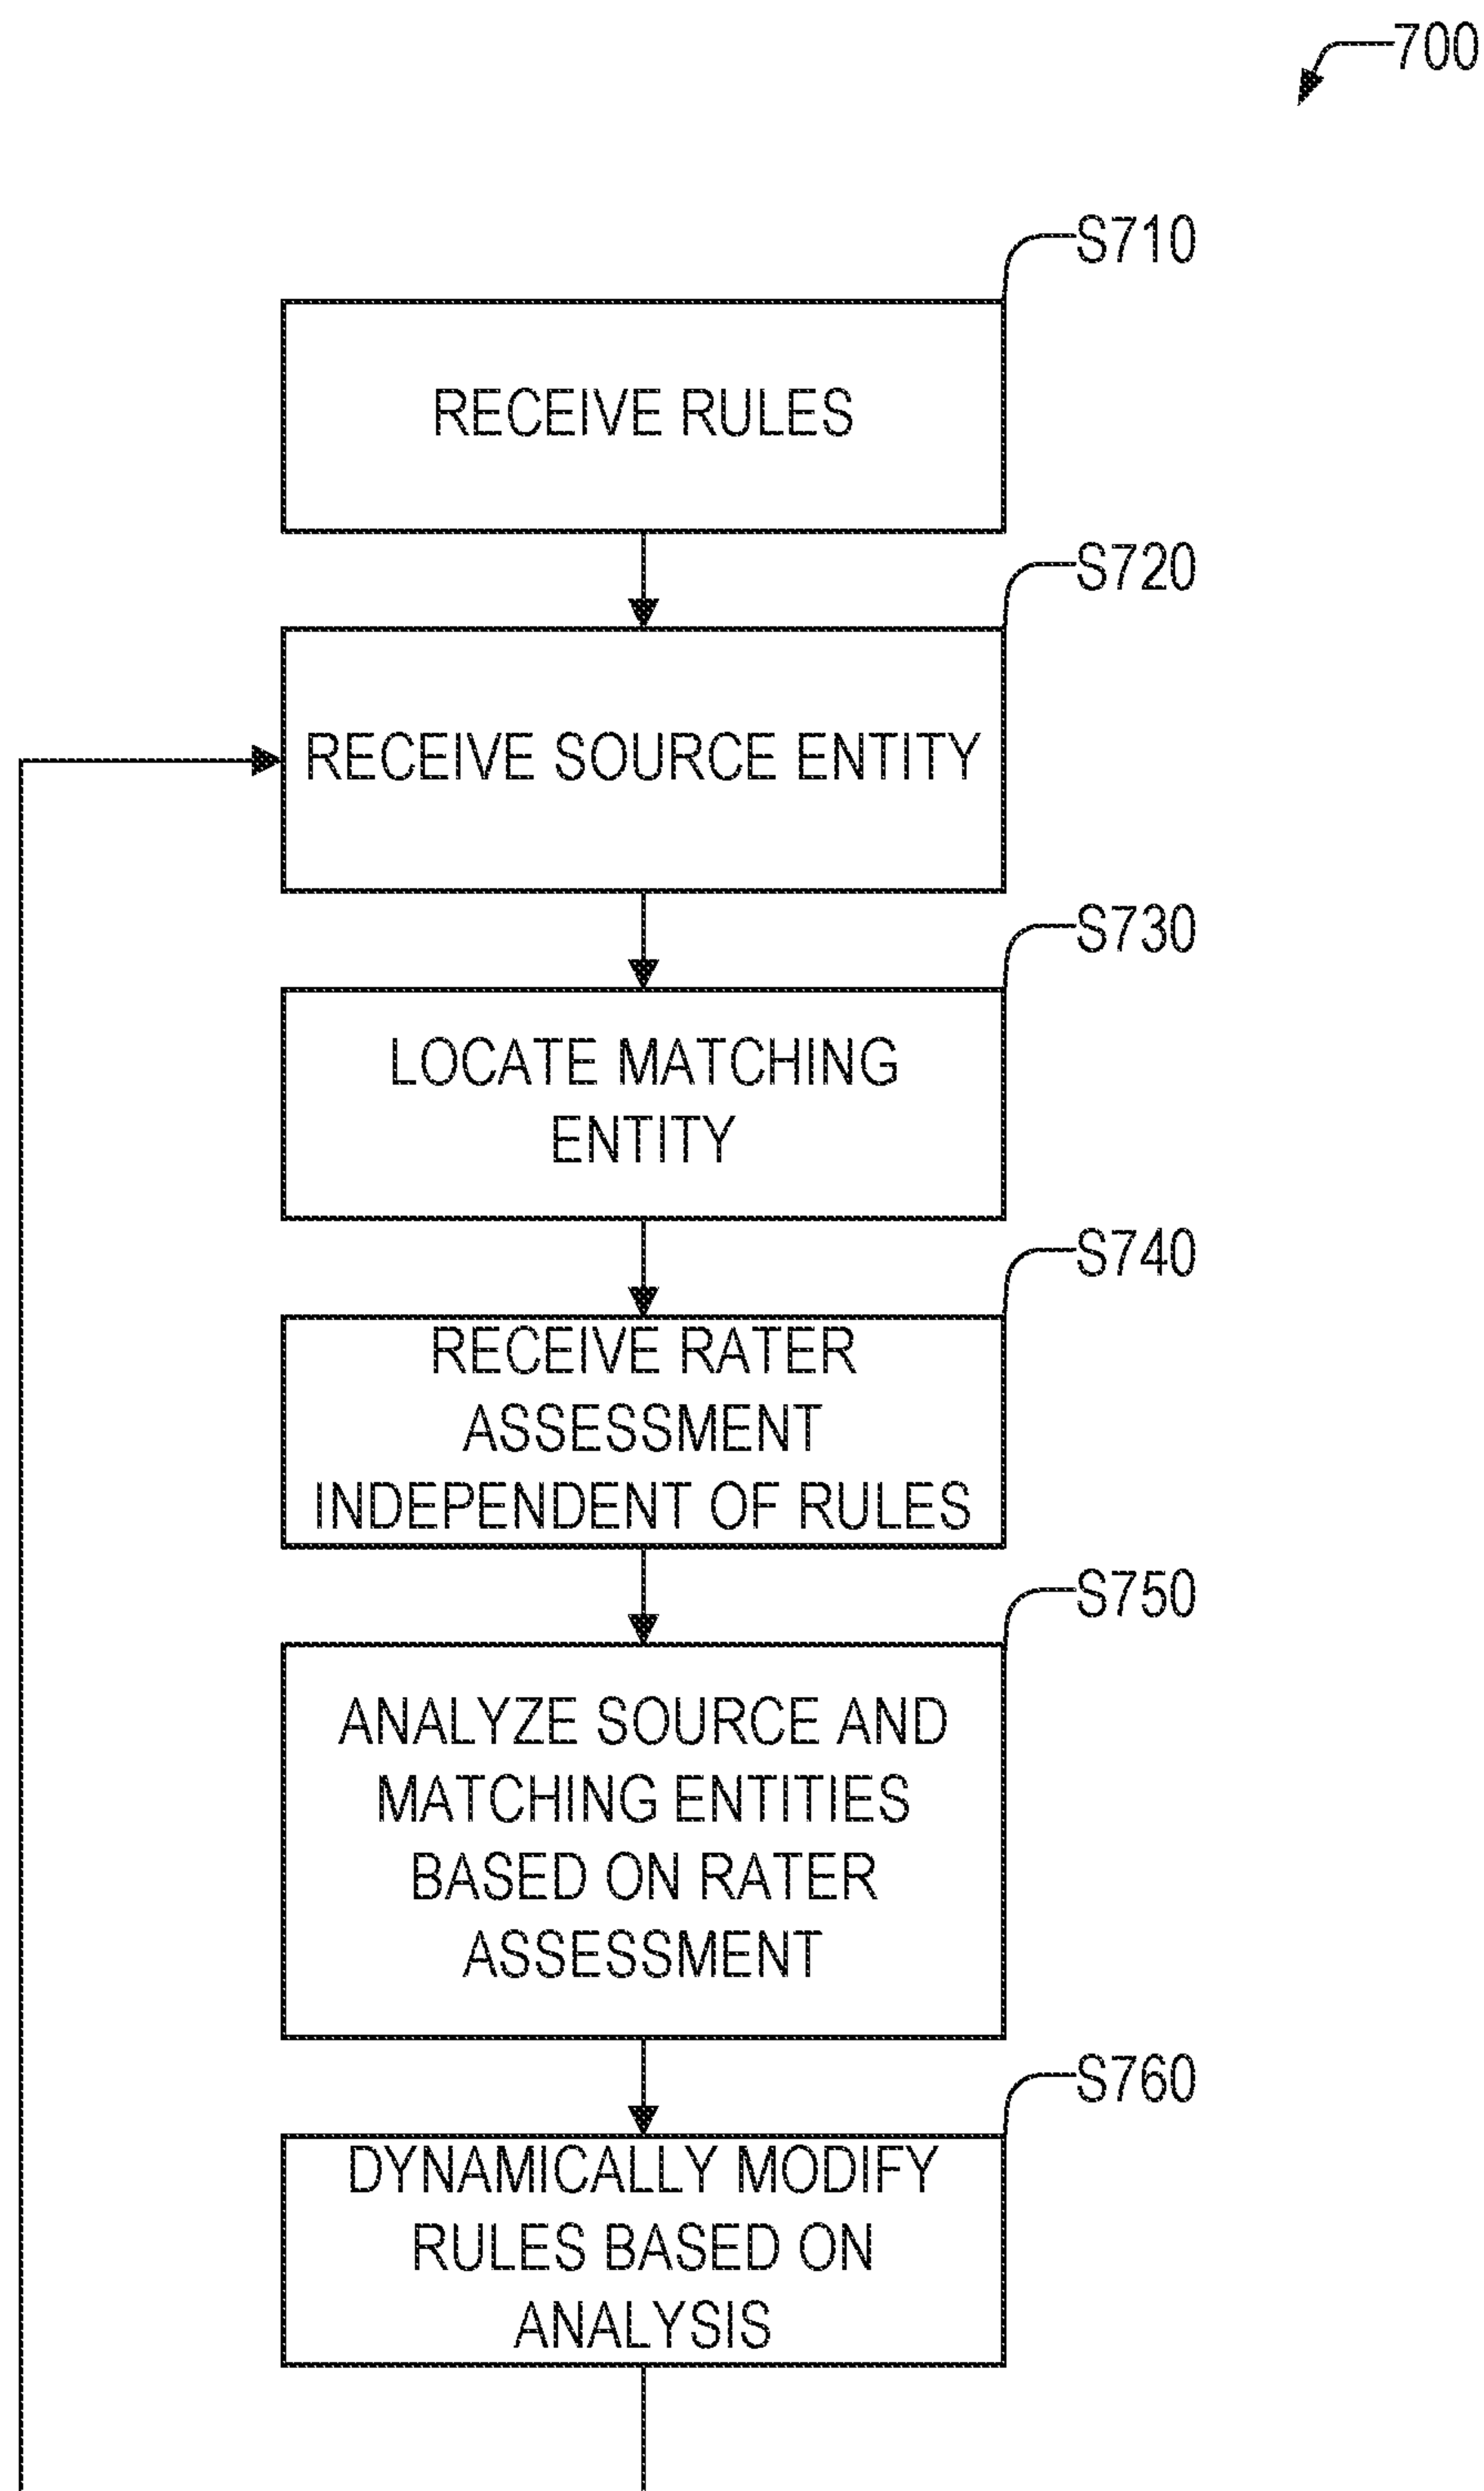 700
S710
RECEIVE RULES
S720
RECEIVE SOURCE ENTITY
S730
LOCATE MATCHING
ENTITY
S740
RECEIVE RATER
ASSESSMENT
INDEPENDENT OF RULES
S750
ANALYZE SOURCE AND
MATCHING ENTITIES
BASED ON RATER
ASSESSMENT
S760
DYNAMICALLY MODIFY
RULES BASED ON
ANALYSIS